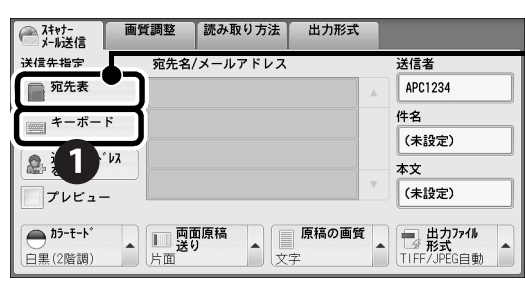 ｽｷｬﾅｰ
ﾒｰﾙ送信
画質調整
読み取り方法
出力形式
送信先指定
宛先名/メールアドレス
送信者
宛先表
APC1234
キーボード
件名
(未設定)
1
本文
プレビュー
(未設定)
ｶﾗｰﾓｰﾄﾞ
白黒(2階調)
両面原稿
送り
片面
原稿の画質
文字
出力ﾌｧｲﾙ
形式
TIFF/JPEG自動